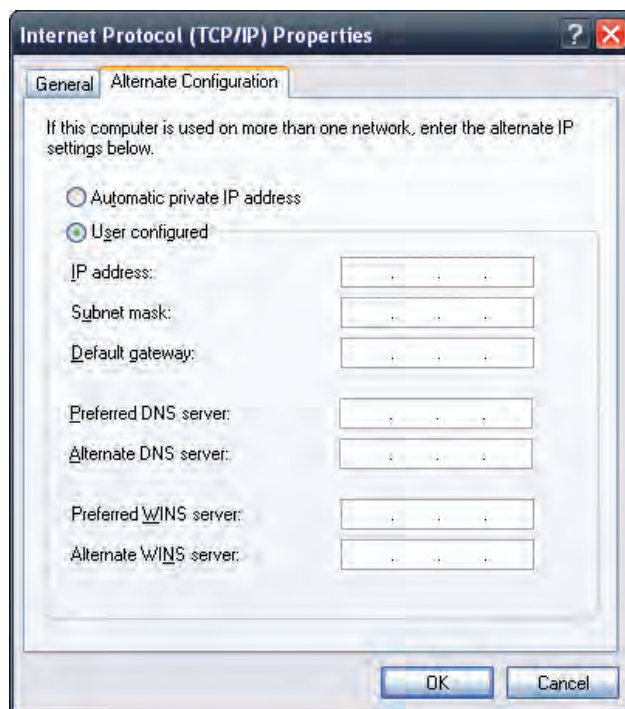 Internet Protocol (TCP/IP) Properties
General
Alternate Configuration
If this computer is used on more than one network, enter the alternate IP
settings below.
Automatic private IP address
User configured
IP address:
. . .
Subnet mask:
. . .
Default gateway:
. . .
Preferred DNS server:
. . .
Alternate DNS server:
. . .
Preferred WINS server:
. . .
Alternate WINS server:
. . .
OK
Cancel